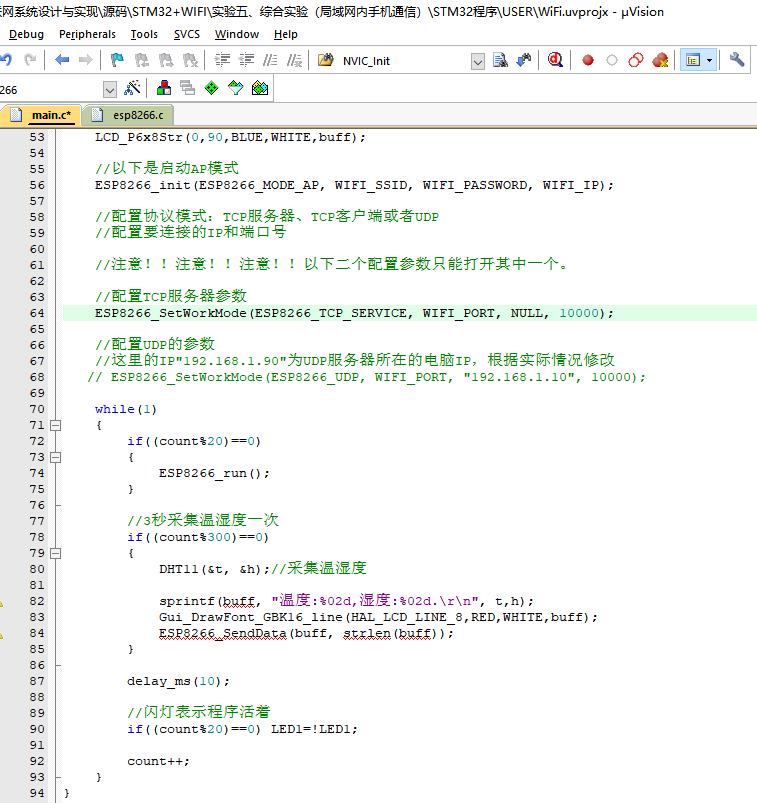 联网系统设计与实现\源码\STM32+WIFI\实验五、综合实验（局域网内手机通信）\STM32程序\USER\WiFi.uvprojx - µVision
Debug Peripherals Tools SVCS Window Help
NVIC_Init
266
main.c* esp8266.c
53 LCD_P6x8Str(0,90,BLUE,WHITE,buff);
54
55 //以下是启动AP模式
56 ESP8266_init(ESP8266_MODE_AP, WIFI_SSID, WIFI_PASSWORD, WIFI_IP);
57
58 //配置协议模式：TCP服务器、TCP客户端或者UDP
59 //配置要连接的IP和端口号
60
61 //注意！！注意！！注意！！以下二个配置参数只能打开其中一个。
62
63 //配置TCP服务器参数
64 ESP8266_SetWorkMode(ESP8266_TCP_SERVICE, WIFI_PORT, NULL, 10000);
65
66 //配置UDP的参数
67 //这里的IP"192.168.1.90"为UDP服务器所在的电脑IP，根据实际情况修改
68 // ESP8266_SetWorkMode(ESP8266_UDP, WIFI_PORT, "192.168.1.10", 10000);
69
70 while(1)
71 {
72 if((count%20)==0)
73 {
74 ESP8266_run();
75 }
76
77 //3秒采集温湿度一次
78 if((count%300)==0)
79 {
80 DHT11(&t, &h);//采集温湿度
81
82 sprintf(buff, "温度:%02d,湿度:%02d.\r\n", t,h);
83 Gui_DrawFont_GBK16_line(HAL_LCD_LINE_8,RED,WHITE,buff);
84 ESP8266_SendData(buff, strlen(buff));
85 }
86
87 delay_ms(10);
88
89 //闪灯表示程序活着
90 if((count%20)==0) LED1=!LED1;
91
92 count++;
93 }
94 }